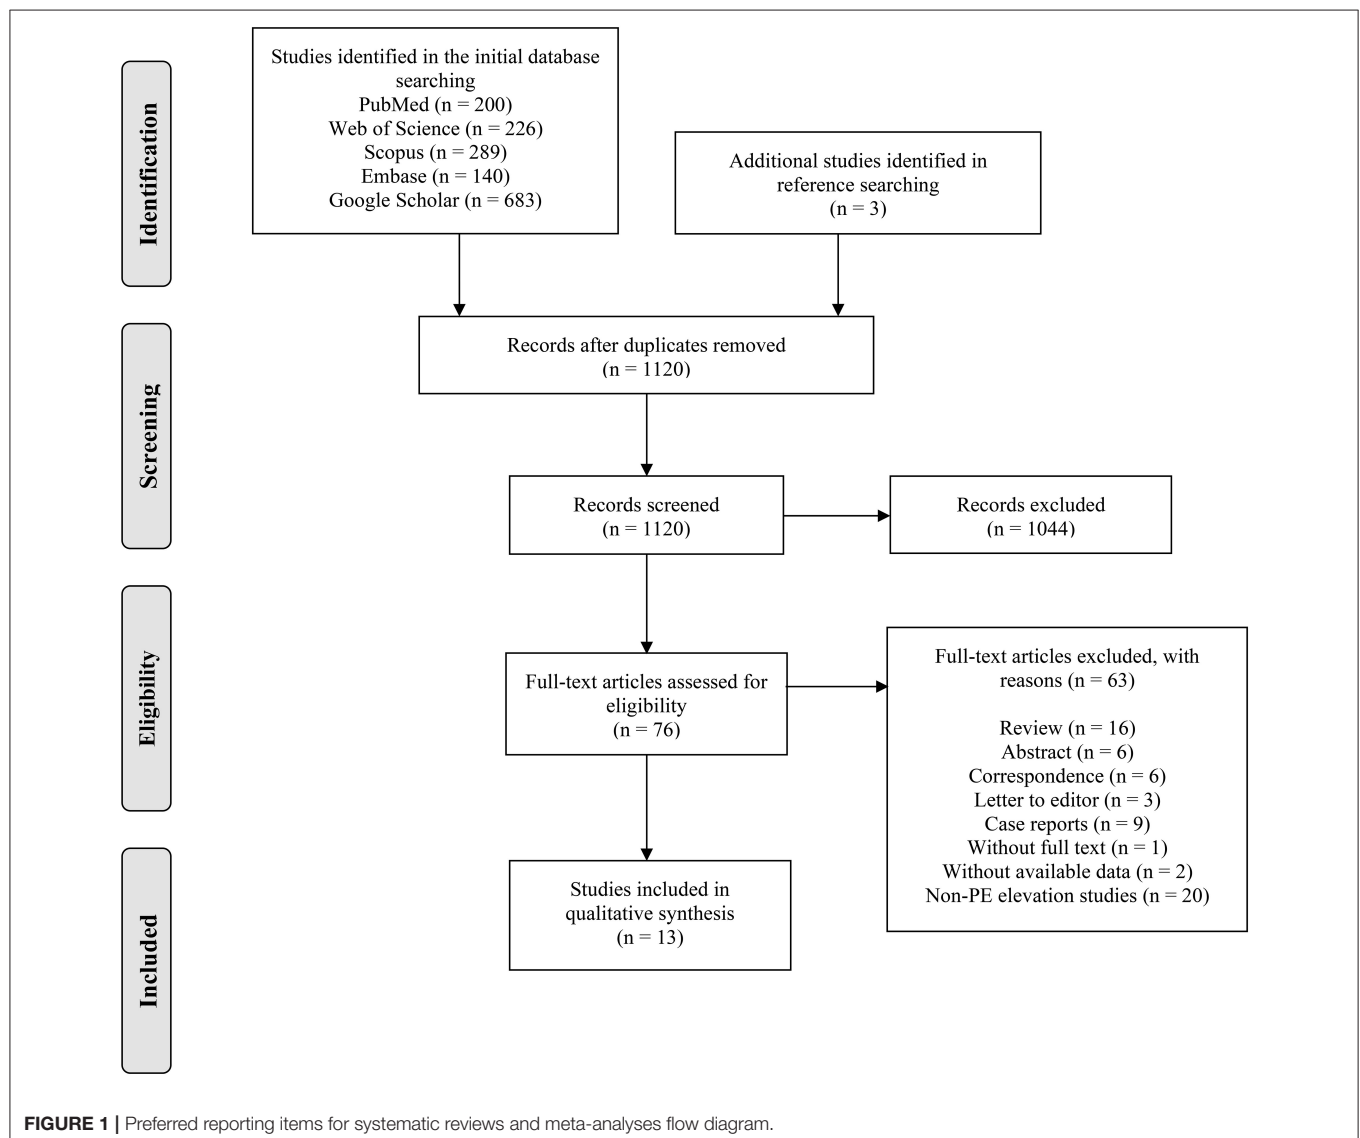 Identification
Studies identified in the initial database
searching
PubMed (n = 200)
Web of Science (n = 226)
Scopus (n = 289)
Embase (n = 140)
Google Scholar (n = 683)
Additional studies identified in
reference searching
(n = 3)
Screening
Records after duplicates removed
(n = 1120)
Records screened
(n = 1120)
Records excluded
(n = 1044)
Eligibility
Full-text articles assessed for
eligibility
(n = 76)
Full-text articles excluded, with
reasons (n = 63)
Review (n = 16)
Abstract (n = 6)
Correspondence (n = 6)
Letter to editor (n = 3)
Case reports (n = 9)
Without full text (n = 1)
Without available data (n = 2)
Non-PE elevation studies (n = 20)
Included
Studies included in
qualitative synthesis
(n = 13)
FIGURE 1 | Preferred reporting items for systematic reviews and meta-analyses flow diagram.